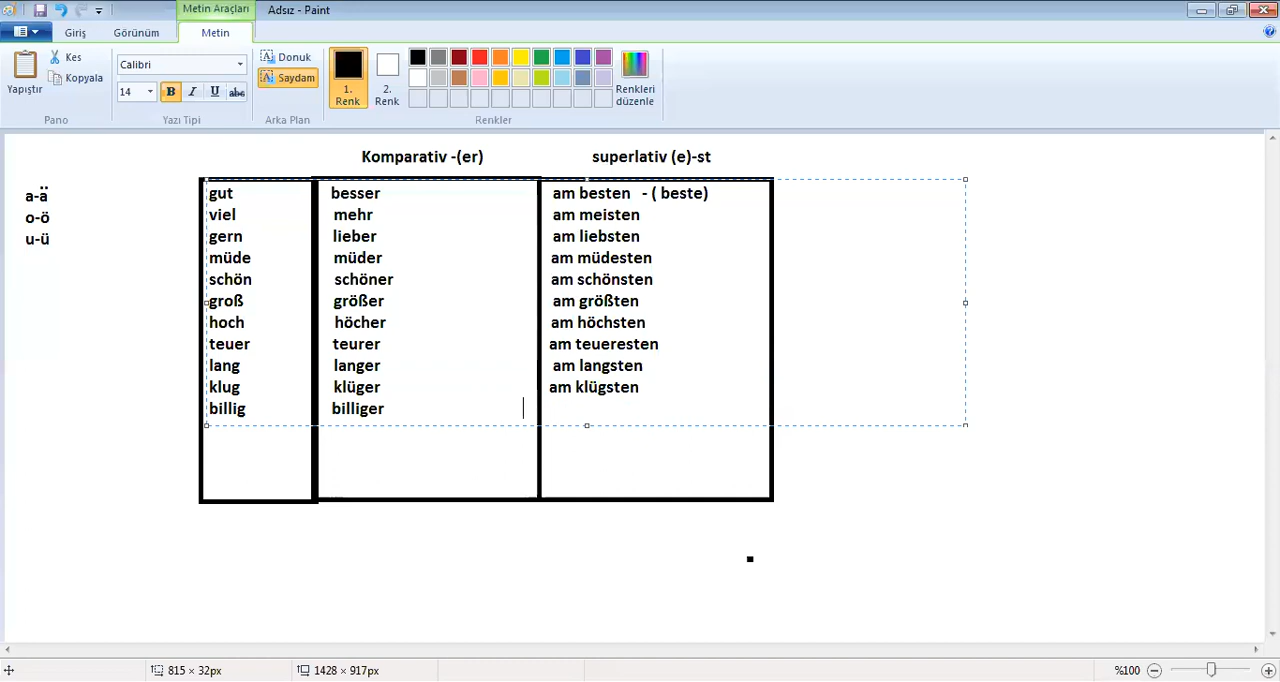 Metin Araçları
Adsız - Paint
Giriş Görünüm Metin
Yapıştır
Kes
Kopyala
Pano
Calibri
14 B I U abc
Yazı Tipi
Donuk
Saydam
Arka Plan
1. Renk
2. Renk
Renkleri düzenle
Renkler
Komparativ -(er) superlativ (e)-st
a-ä
o-ö
u-ü
gut besser am besten - ( beste)
viel mehr am meisten
gern lieber am liebsten
müde müder am müdesten
schön schöner am schönsten
groß größer am größten
hoch höcher am höchsten
teuer teurer am teueresten
lang langer am langsten
klug klüger am klügsten
billig billiger
815 × 32px
1428 × 917px
%100